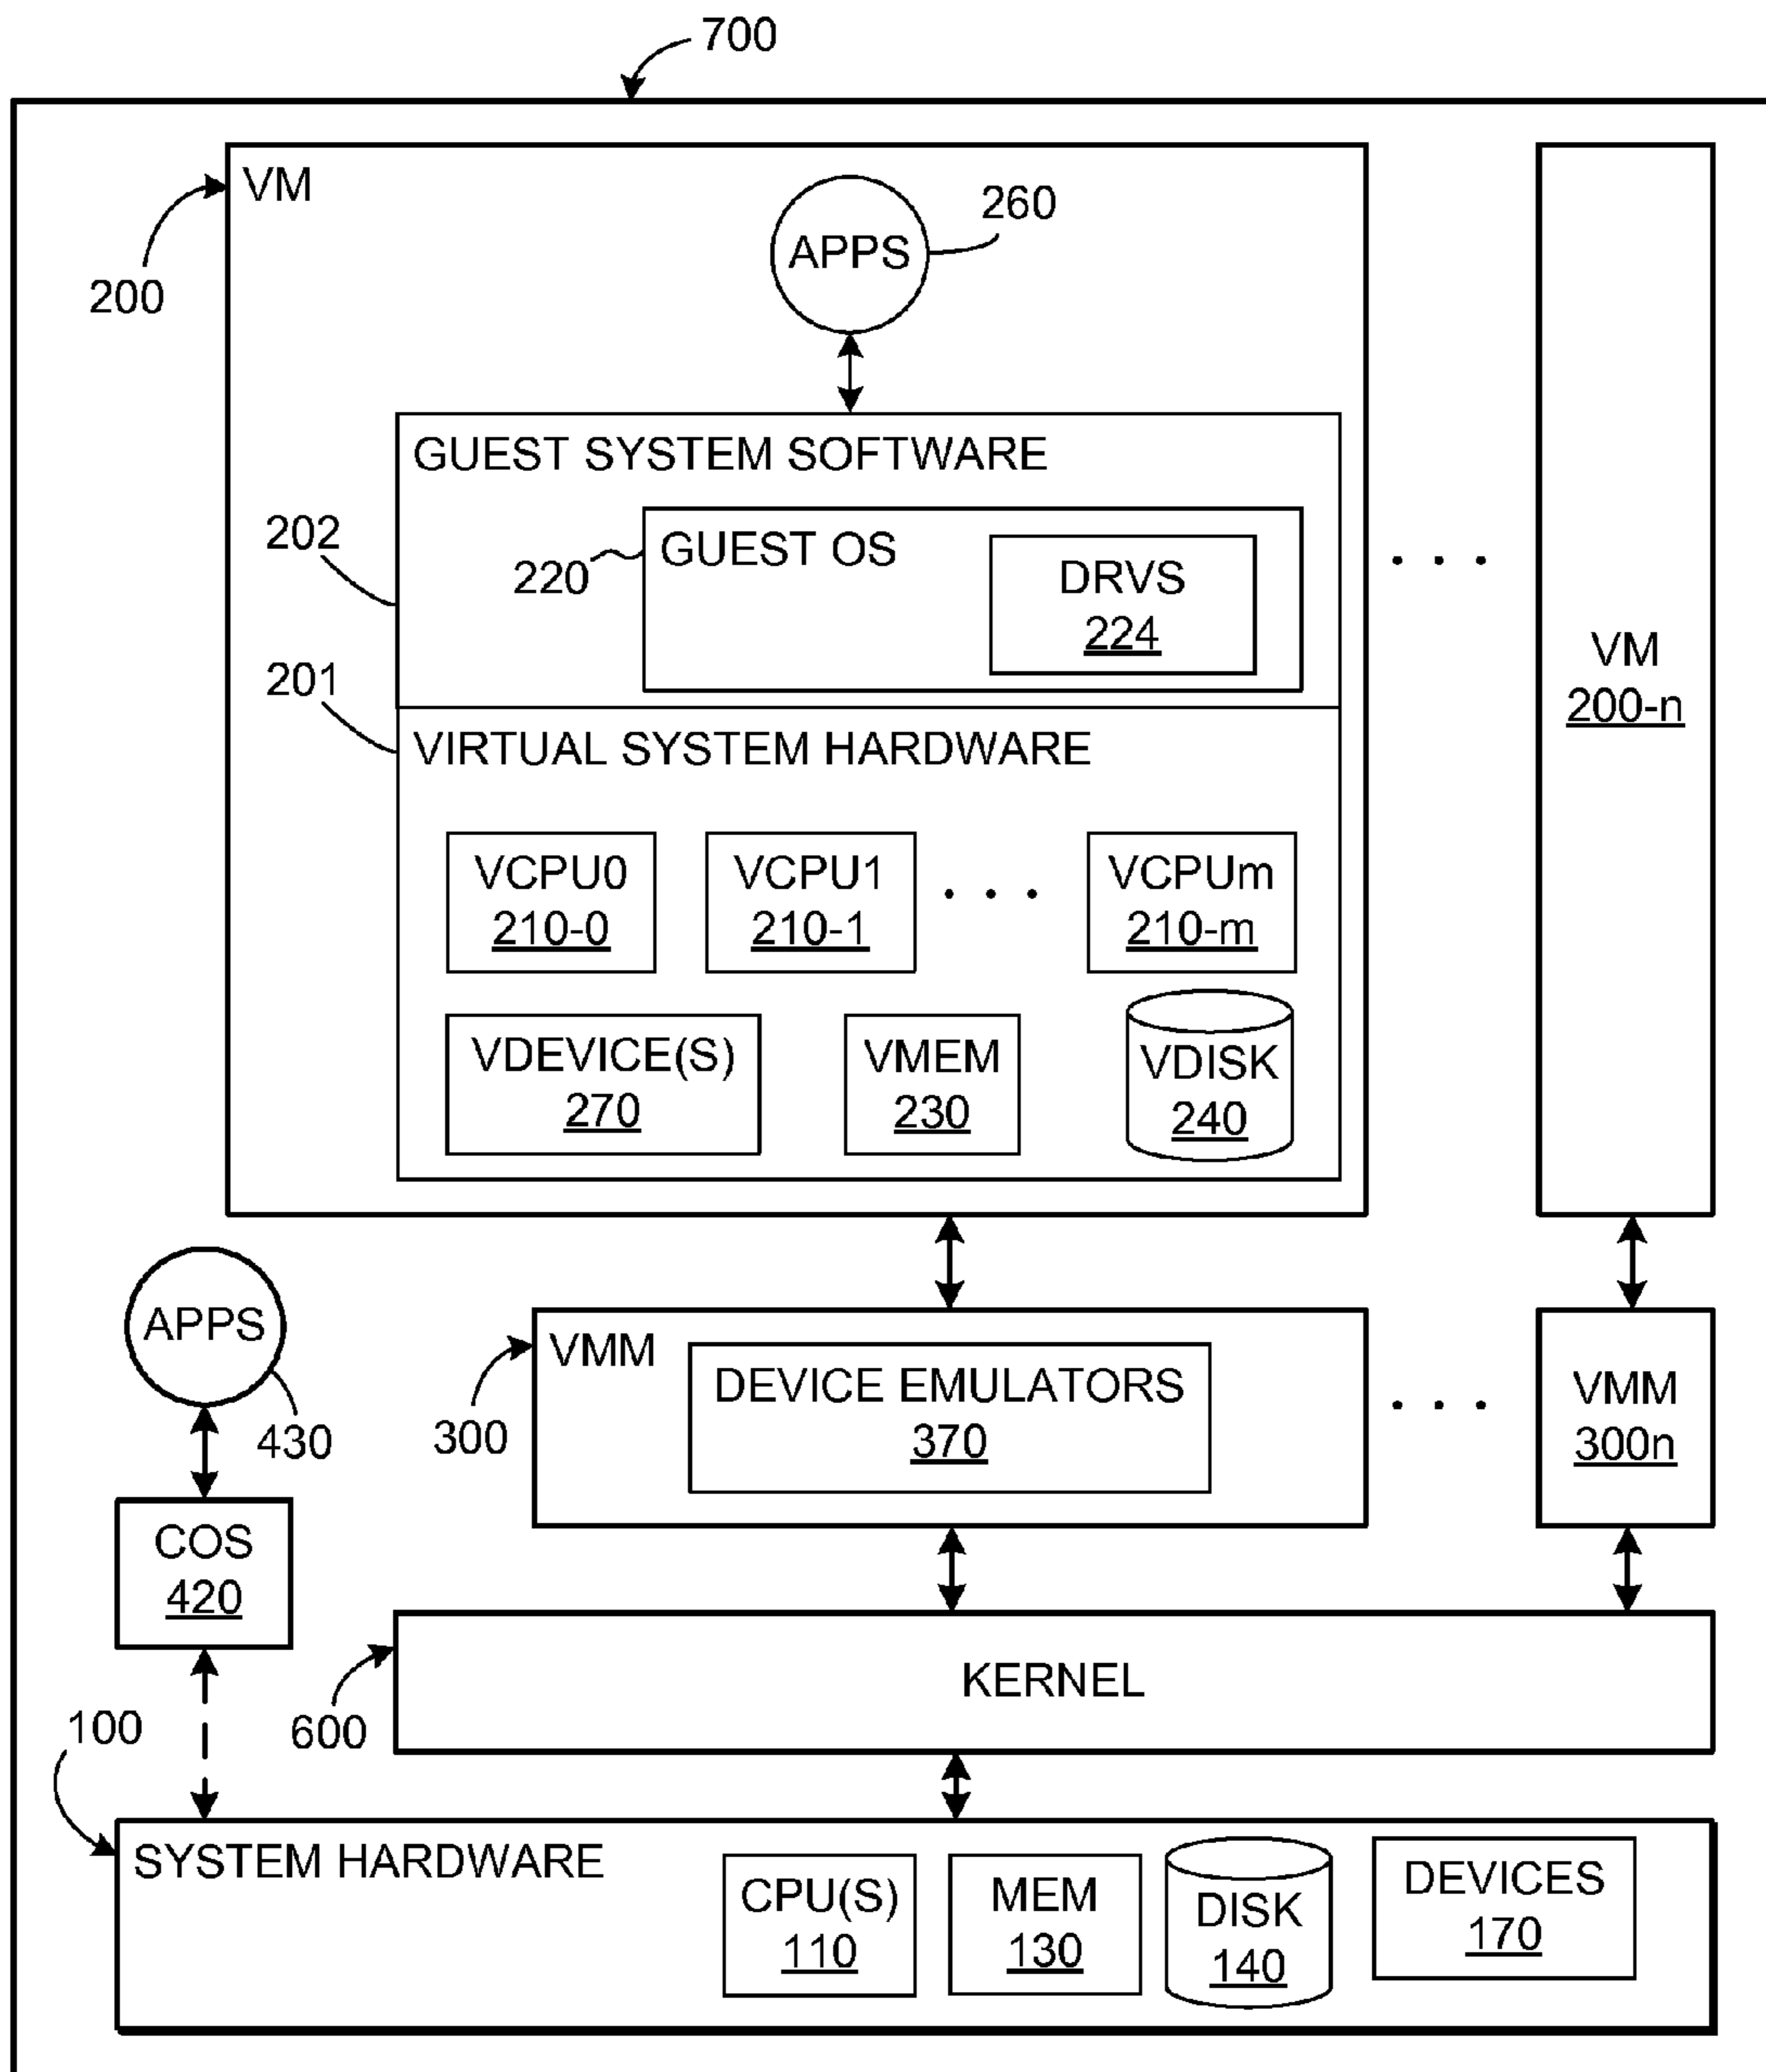 700
VM
200
APPS
260
GUEST SYSTEM SOFTWARE
202
220
GUEST OS
DRVS
224
. . .
VM
200-n
201
VIRTUAL SYSTEM HARDWARE
VCPU0
210-0
VCPU1
210-1
. . .
VCPUm
210-m
VDEVICE(S)
270
VMEM
230
VDISK
240
APPS
430
300
VMM
DEVICE EMULATORS
370
. . .
VMM
300n
COS
420
600
KERNEL
100
SYSTEM HARDWARE
CPU(S)
110
MEM
130
DISK
140
DEVICES
170